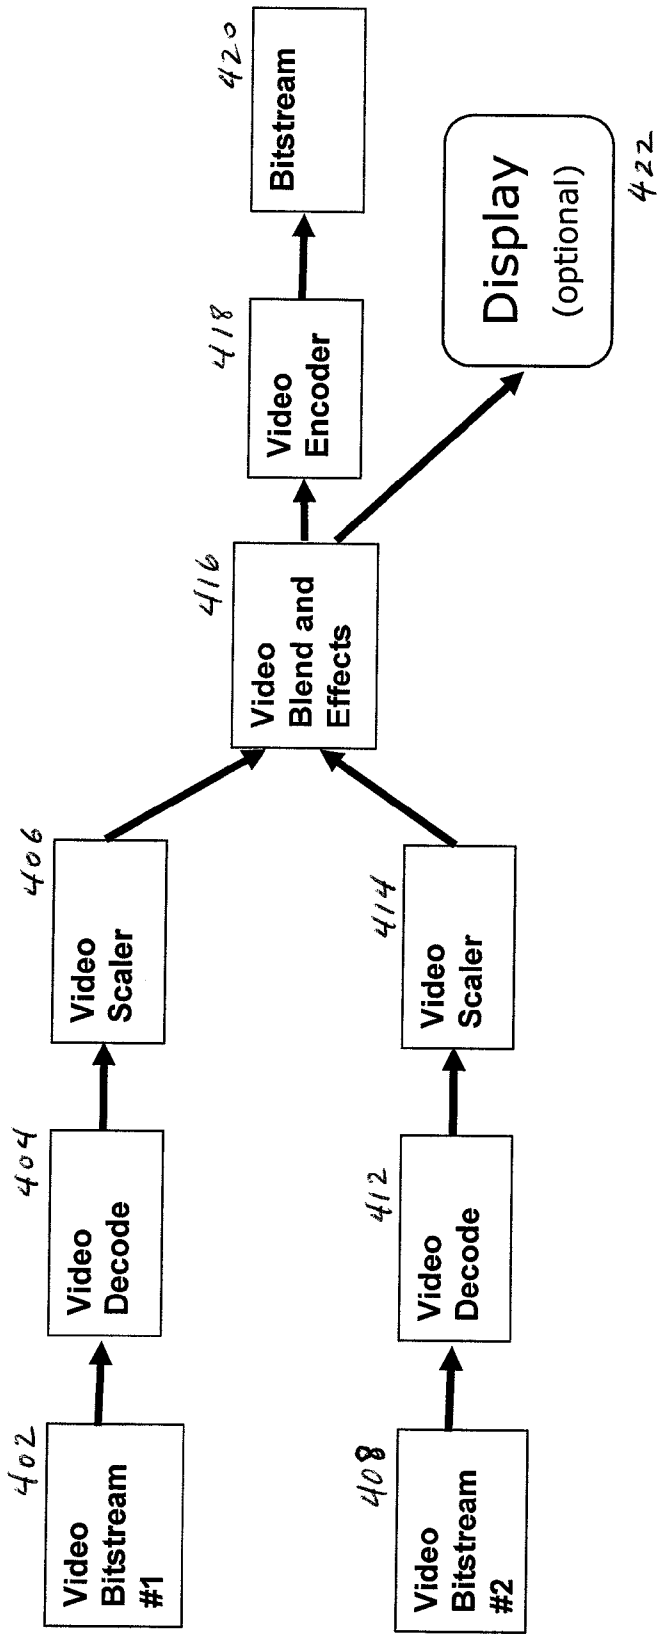 402
Video
Bitstream
#1
404
Video
Decode
406
Video
Scaler
408
Video
Bitstream
#2
412
Video
Decode
414
Video
Scaler
416
Video
Blend and
Effects
418
Video
Encoder
420
Bitstream
Display
(optional)
422